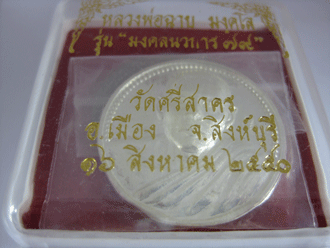 หลวงพ่อฉาบ มงคโล
รุ่น "มงคลนวการ ๗๙"
วัดศรีสาคร
อ.เมือง จ.สิงห์บุรี
๑๖ สิงหาคม ๒๕๕๐